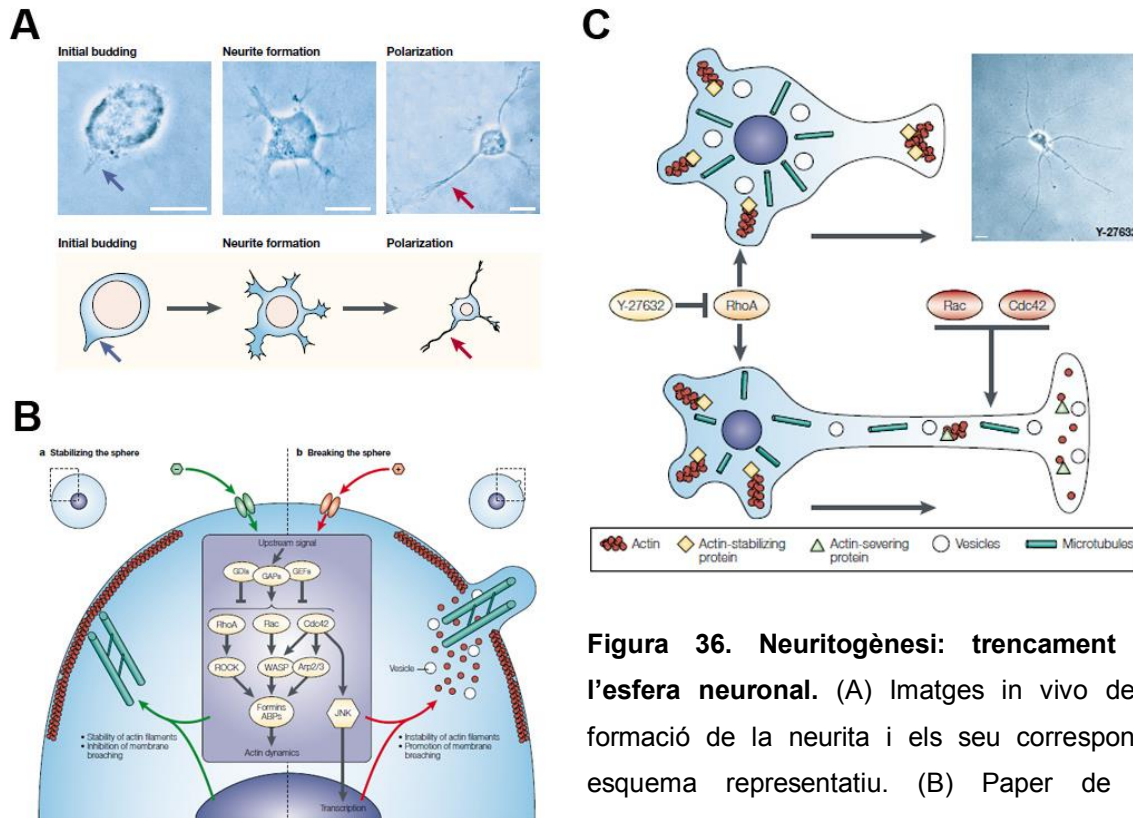 A
Initial budding
Neurite formation
Polarization
Initial budding
Neurite formation
Polarization
B
a Stabilizing the sphere
b Breaking the sphere
−
+
Upstream signal
GDIs
GAPs
GEFs
RhoA
Rac
Cdc42
ROCK
WASP
Arp2/3
Formins
ABPs
JNK
Actin dynamics
Transcription
Vesicle
• Stability of actin filaments
• Inhibition of membrane
breaching
• Instability of actin filaments
• Promotion of membrane
breaching
C
Y-27632
Y-27632
RhoA
Rac
Cdc42
Actin
Actin-stabilizing
protein
Actin-severing
protein
Vesicles
Microtubules
Figura 36. Neuritogènesi: trencament
l’esfera neuronal. (A) Imatges in vivo de
formació de la neurita i els seu correspon
esquema representatiu. (B) Paper de